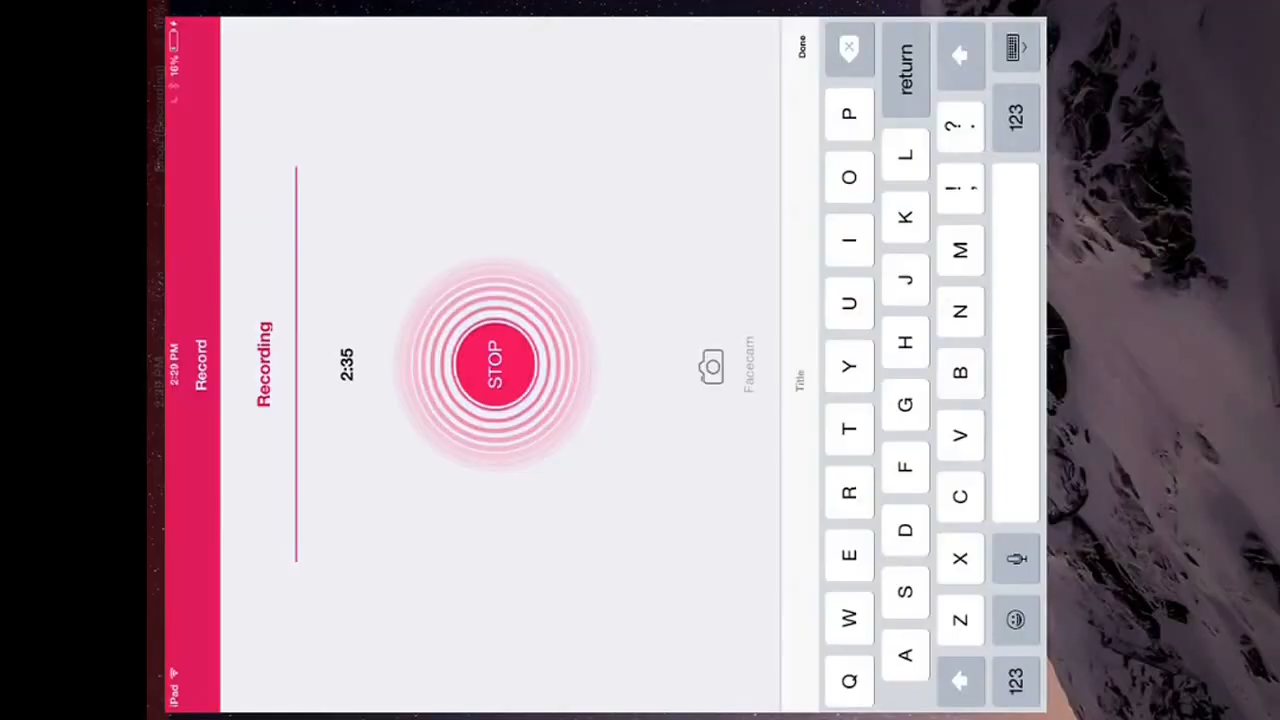 iPad
2:29 PM
16%
Record
Recording
2:35
STOP
Facecam
Title
Done
Q W E R T Y U I O P
A S D F G H J K L return
Z X C V B N M ! , ? .
123
123